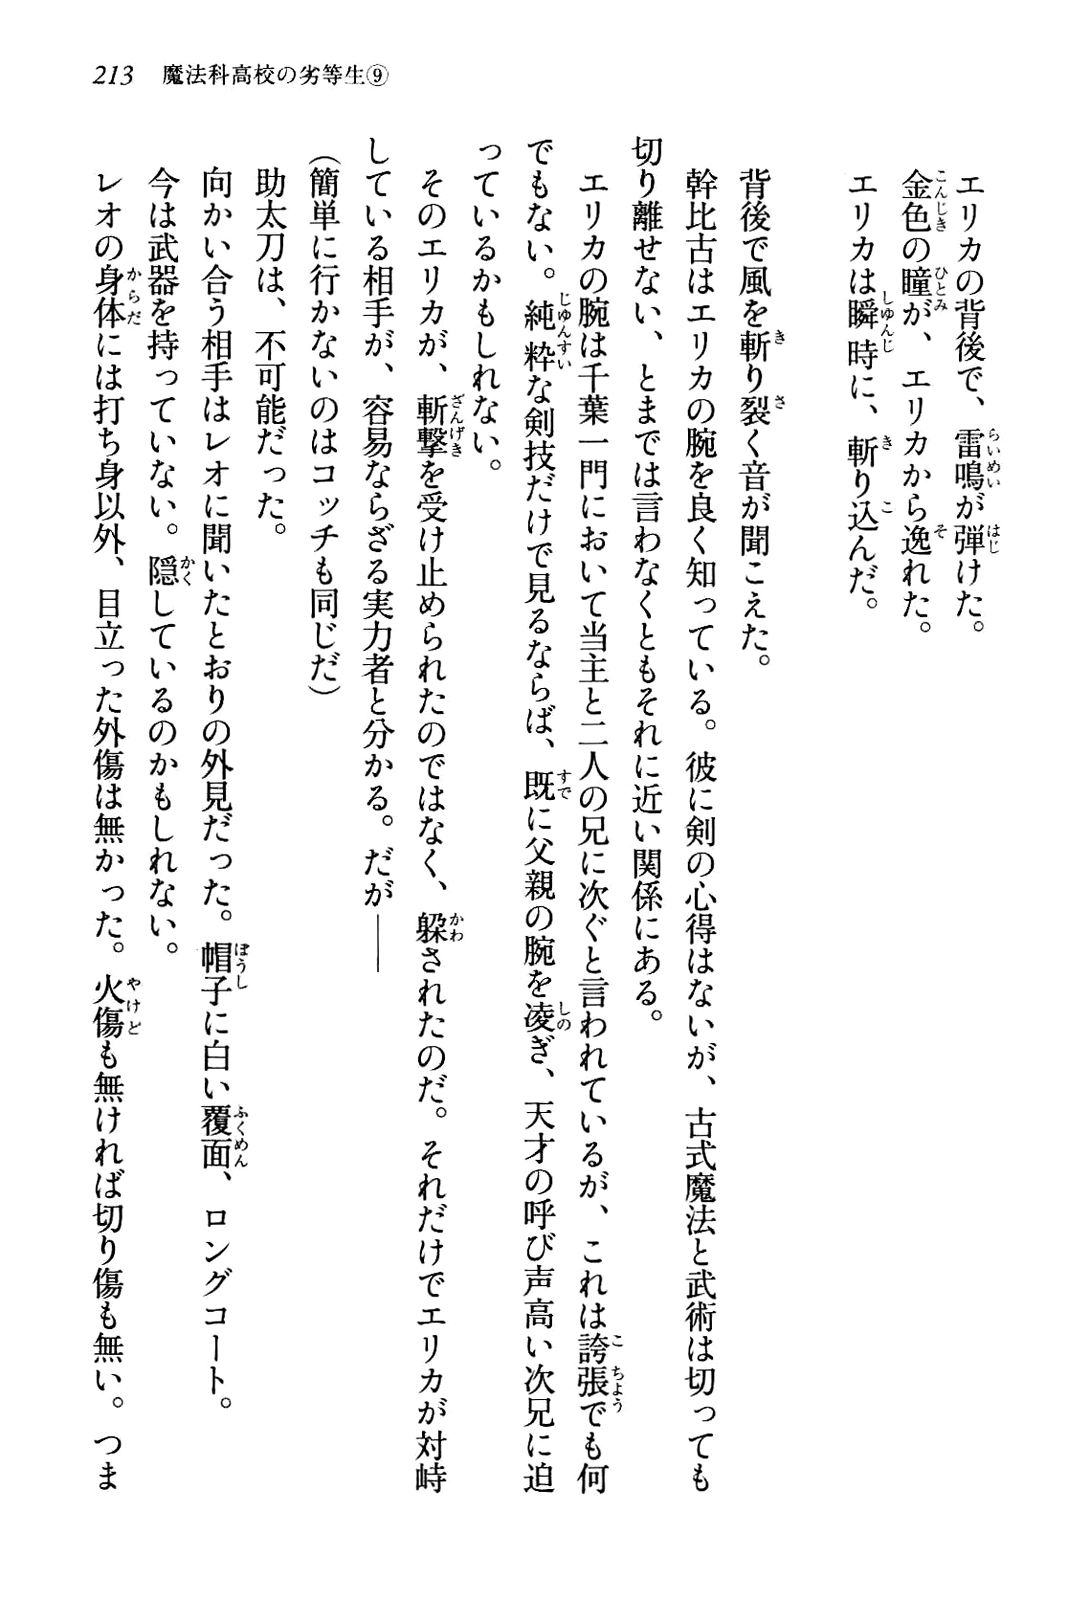 213 魔法科高校の劣等生⑨
エリカの背後で、雷鳴が弾けた。
金色の瞳が、エリカから逸れた。
エリカは瞬時に、斬り込んだ。
背後で風を斬り裂く音が聞こえた。
幹比古はエリカの腕を良く知っている。彼に剣の心得はないが、古式魔法と武術は切っても
切り離せない、とまでは言わなくともそれに近い関係にある。
エリカの腕は千葉一門において当主と二人の兄に次ぐと言われているが、これは誇張でも何
でもない。純粋な剣技だけで見るならば、既に父親の腕を凌ぎ、天才の呼び声高い次兄に迫
っているかもしれない。
そのエリカが、斬撃を受け止められたのではなく、躱されたのだ。それだけでエリカが対峙
している相手が、容易ならざる実力者と分かる。だが──
(簡単に行かないのはコッチも同じだ)
助太刀は、不可能だった。
向かい合う相手はレオに聞いたとおりの外見だった。帽子に白い覆面、ロングコート。
今は武器を持っていない。隠しているのかもしれない。
レオの身体には打ち身以外、目立った外傷は無かった。火傷も無ければ切り傷も無い。つま